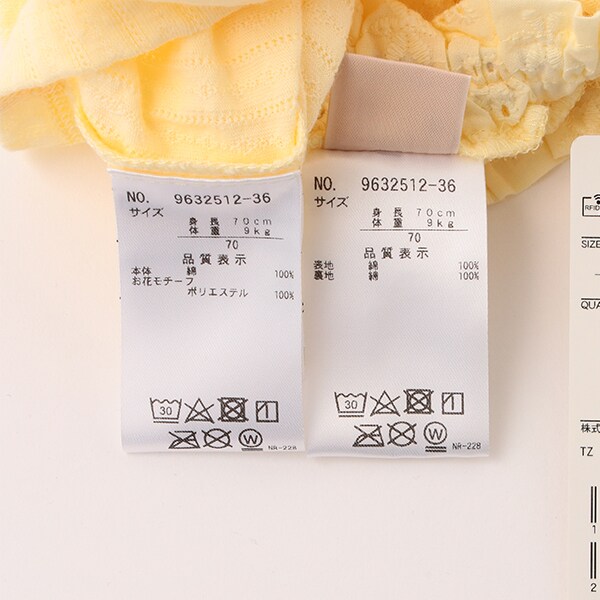 NO. 9632512-36
サイズ
身長 70cm
体重 9kg
70
品質表示
本体 綿 100%
お花モチーフ
ポリエステル 100%
30
W
NR-228
NO. 9632512-36
サイズ
身長 70cm
体重 9kg
70
品質表示
表地 綿 100%
裏地 綿 100%
30
W
NR-228
RFID
SIZE
QUA
株式
TZ
1
2